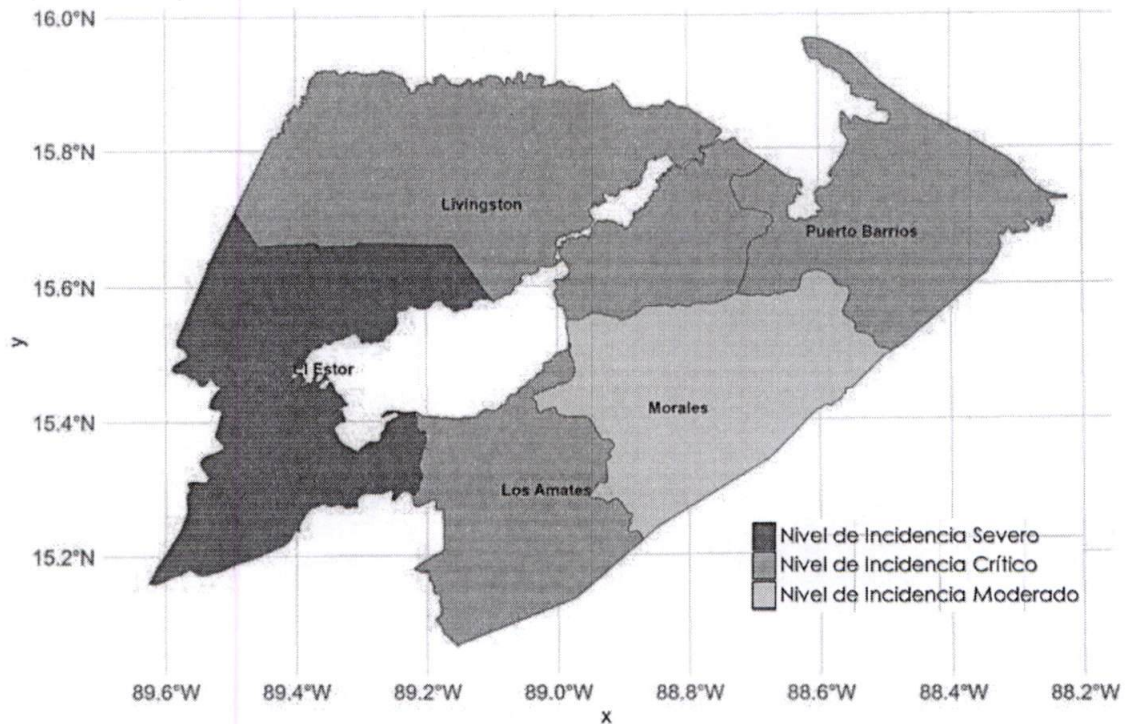 16.0°N
15.8°N
15.6°N
15.4°N
15.2°N
y
Livingston
Puerto Barrios
El Estor
Morales
Los Amates
Nivel de Incidencia Severo
Nivel de Incidencia Crítico
Nivel de Incidencia Moderado
89.6°W 89.4°W 89.2°W 89.0°W 88.8°W 88.6°W 88.4°W 88.2°W
x